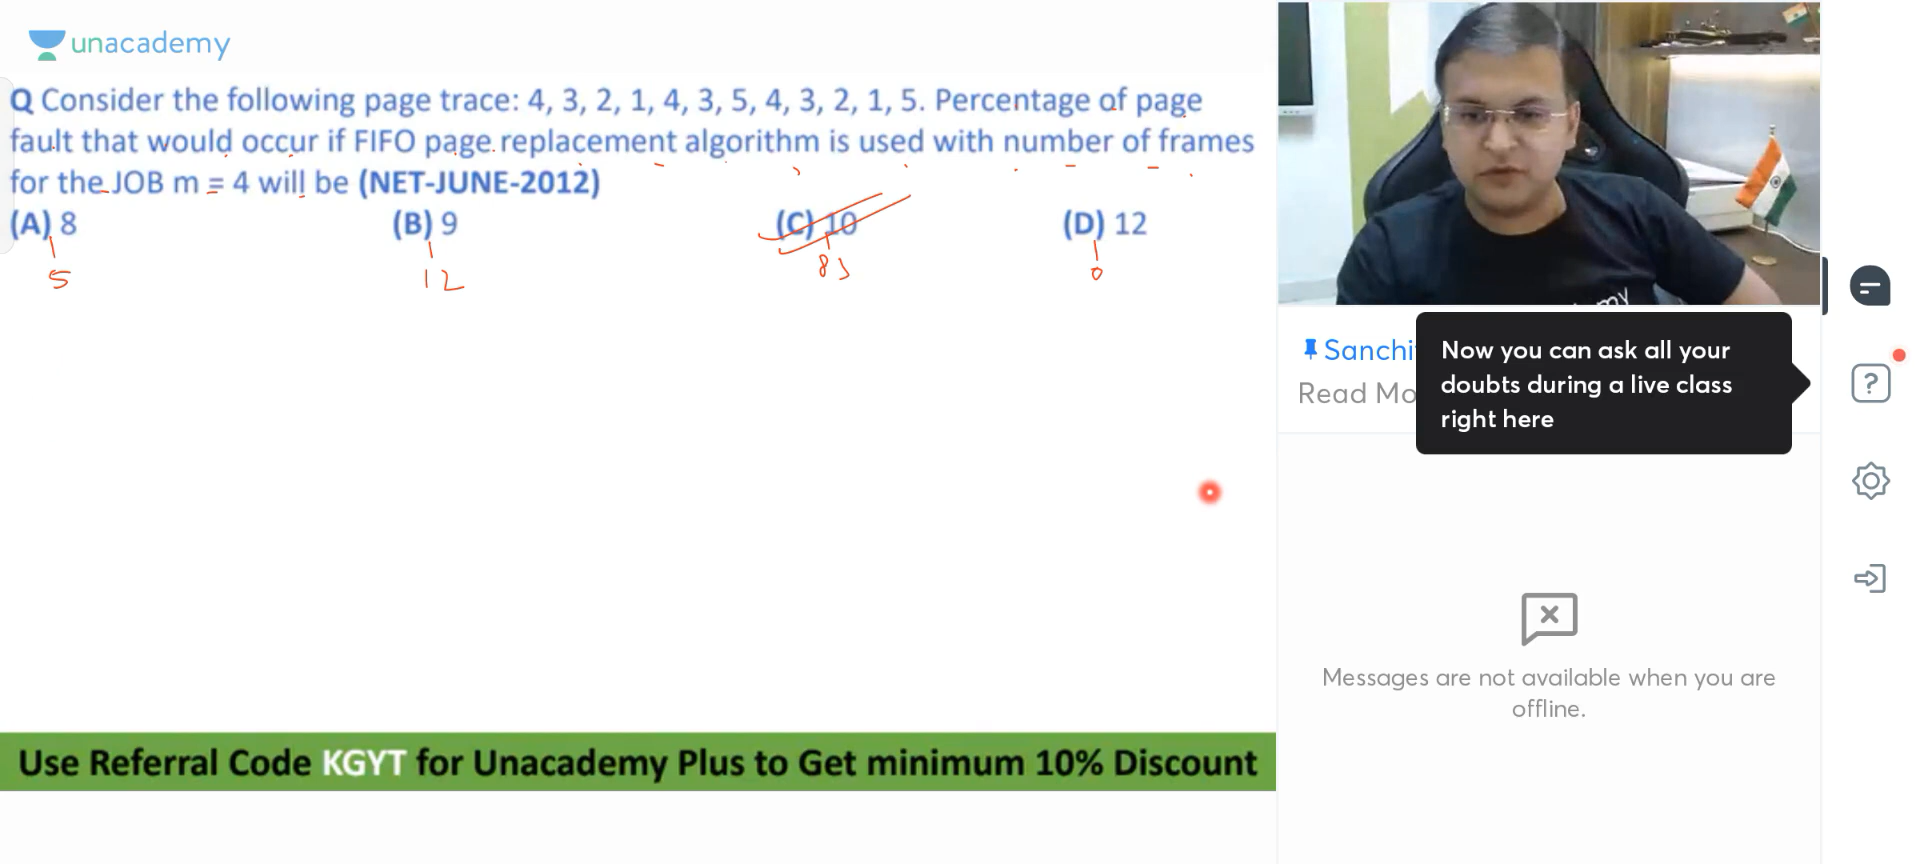 unacademy
Q Consider the following page trace: 4, 3, 2, 1, 4, 3, 5, 4, 3, 2, 1, 5. Percentage of page
fault that would occur if FIFO page replacement algorithm is used with number of frames
for the JOB m = 4 will be (NET-JUNE-2012)
(A) 8 (B) 9 (C) 10 (D) 12
5 12 83 0
Sanchi
Read Mo
Now you can ask all your
doubts during a live class
right here
Messages are not available when you are
offline.
Use Referral Code KGYT for Unacademy Plus to Get minimum 10% Discount